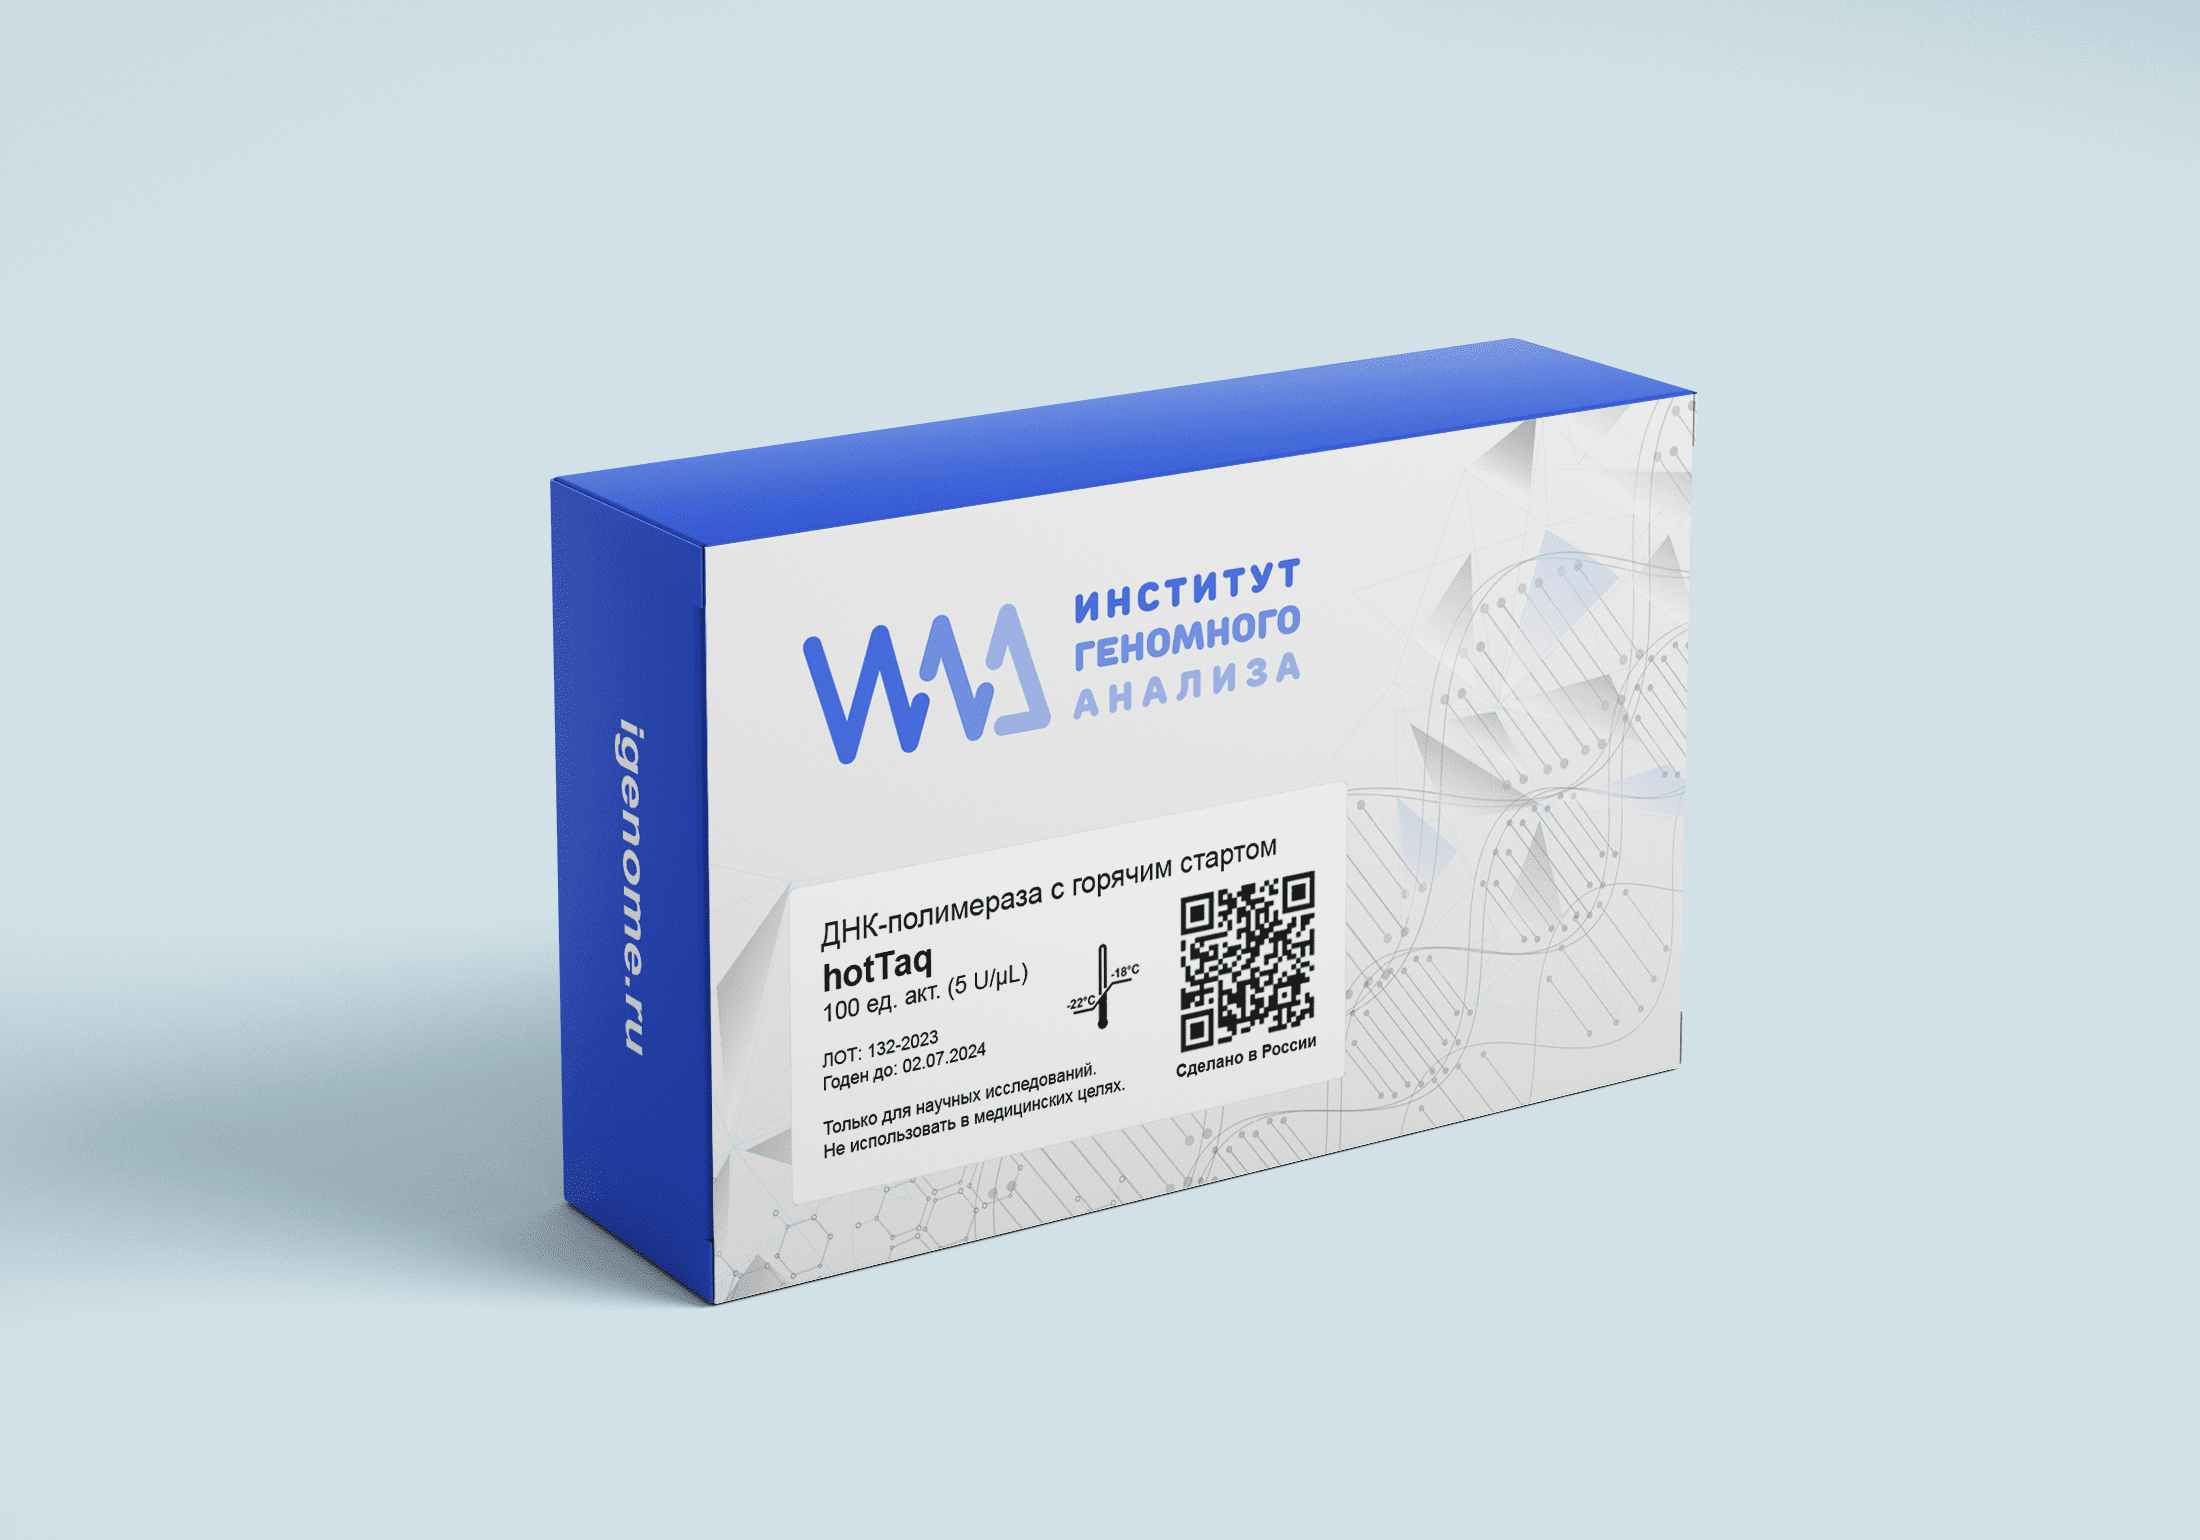 ИНСТИТУТ
ГЕНОМНОГО
АНАЛИЗА
igenome.ru
ДНК-полимераза с горячим стартом
hotTaq
100 ед. акт. (5 U/µL)
-18°C
-22°C
ЛОТ: 132-2023
Годен до: 02.07.2024
Сделано в России
Только для научных исследований.
Не использовать в медицинских целях.